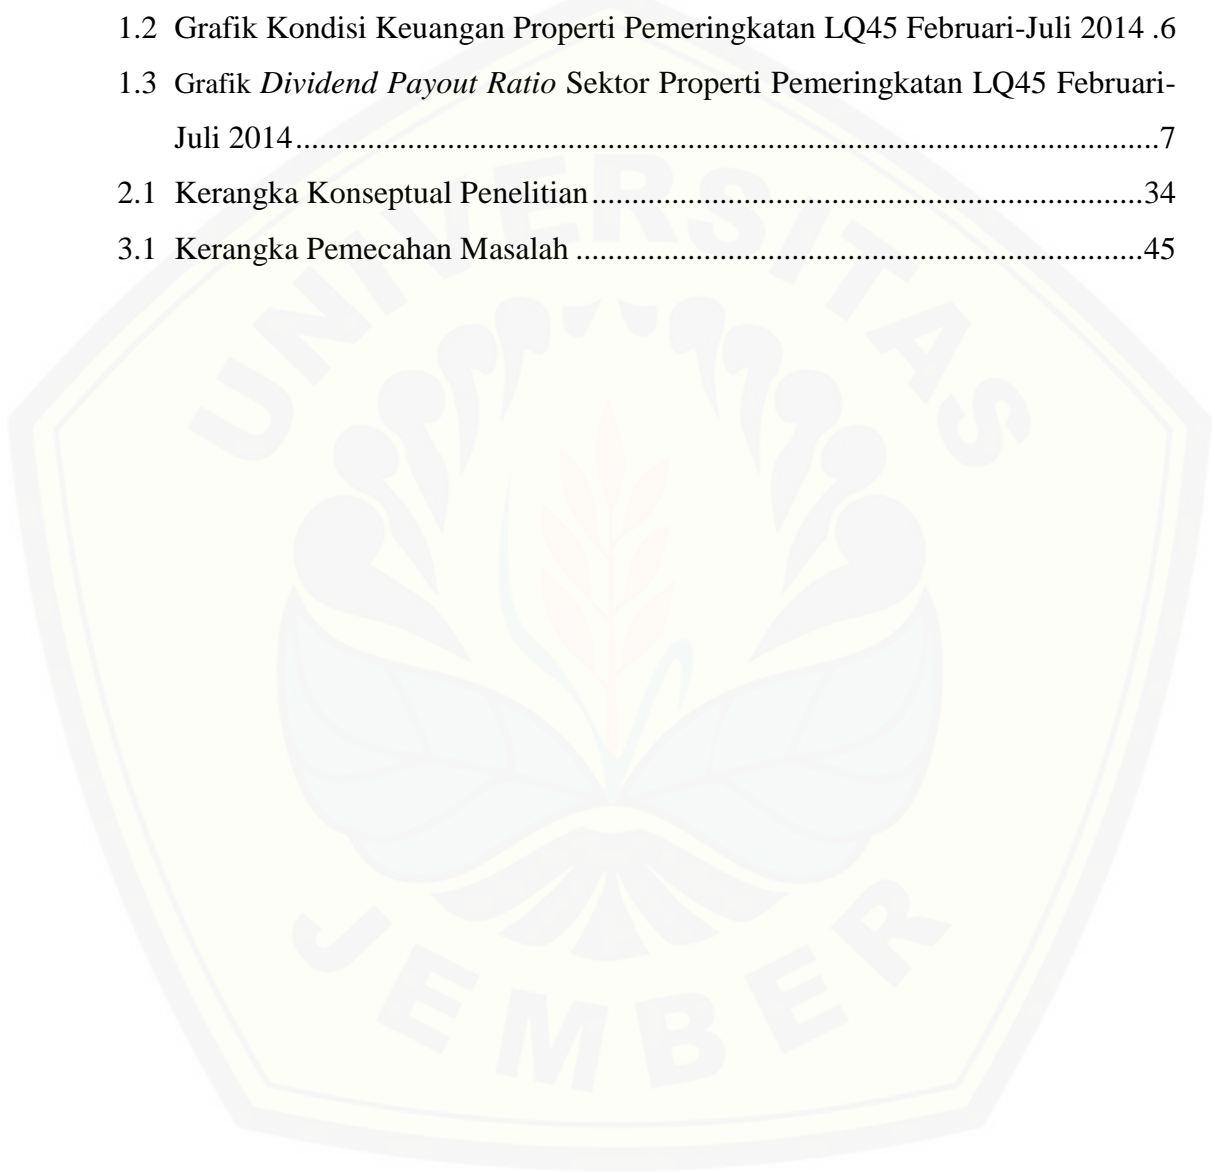 1.2 Grafik Kondisi Keuangan Properti Pemeringkatan LQ45 Februari-Juli 2014 .6
1.3 Grafik Dividend Payout Ratio Sektor Properti Pemeringkatan LQ45 Februari-
Juli 2014...........................................................................................................7
2.1 Kerangka Konseptual Penelitian.....................................................................34
3.1 Kerangka Pemecahan Masalah .......................................................................45
UNIVERSITAS
JEMBER